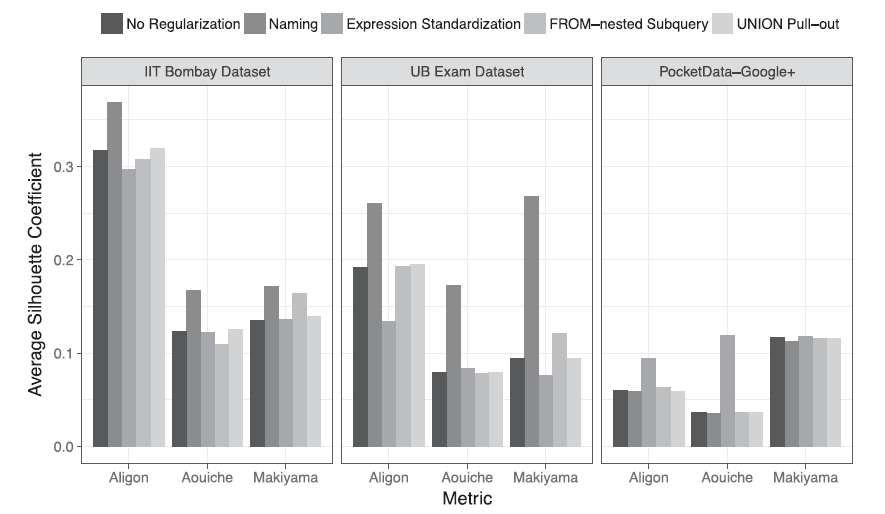 No Regularization Naming Expression Standardization FROM−nested Subquery UNION Pull−out
IIT Bombay Dataset UB Exam Dataset PocketData−Google+
Average Silhouette Coefficient
0.3
0.2
0.1
0.0
Aligon Aouiche Makiyama Aligon Aouiche Makiyama Aligon Aouiche Makiyama
Metric